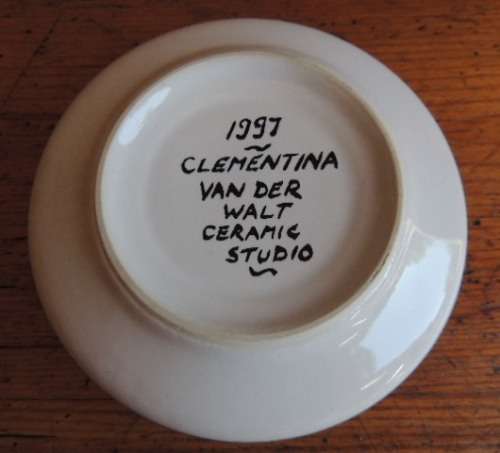 1997
CLEMENTINA
VAN DER
WALT
CERAMIC
STUDIO